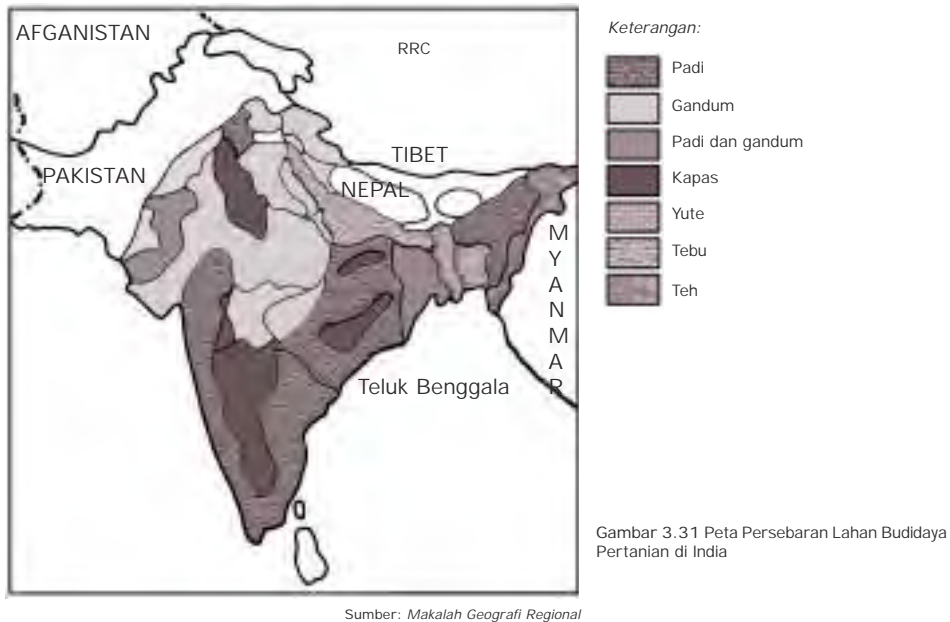 AFGANISTAN
RRC
PAKISTAN
TIBET
NEPAL
MYANMAR
Teluk Benggala
Keterangan:
Padi
Gandum
Padi dan gandum
Kapas
Yute
Tebu
Teh
Gambar 3.31 Peta Persebaran Lahan Budidaya
Pertanian di India
Sumber: Makalah Geografi Regional